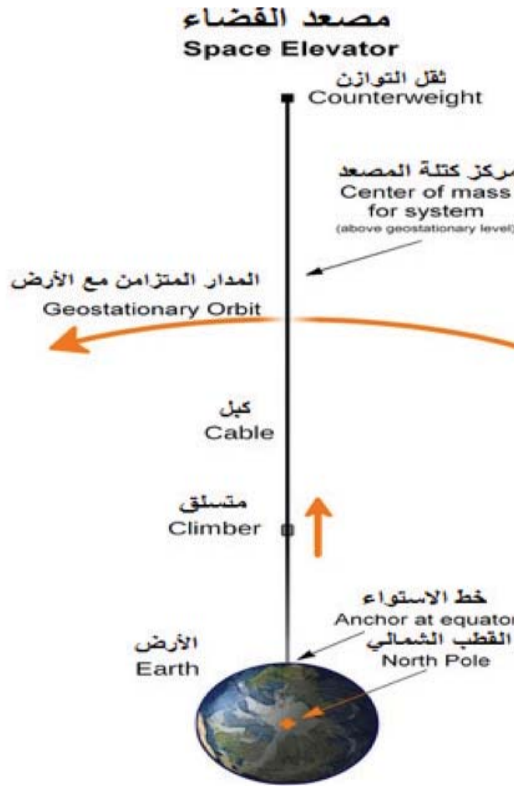 مصعد الفضاء
Space Elevator
ثقل التوازن
Counterweight
مركز كتلة المصعد
Center of mass
for system
(above geostationary level)
المدار المتزامن مع الأرض
Geostationary Orbit
كبل
Cable
متسلق
Climber
خط الاستواء
Anchor at equator
القطب الشمالي
North Pole
الأرض
Earth